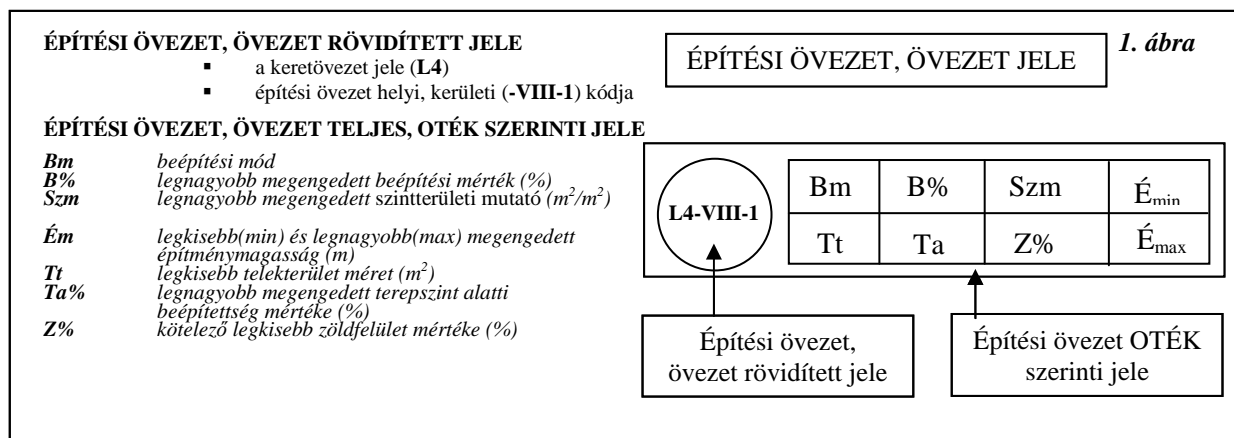 ÉPÍTÉSI ÖVEZET, ÖVEZET RÖVIDÍTETT JELE
▪ a keretövezet jele (L4)
▪ építési övezet helyi, kerületi (-VIII-1) kódja
ÉPÍTÉSI ÖVEZET, ÖVEZET TELJES, OTÉK SZERINTI JELE
Bm beépítési mód
B% legnagyobb megengedett beépítési mérték (%)
Szm legnagyobb megengedett szintterületi mutató (m²/m²)
Ém legkisebb(min) és legnagyobb(max) megengedett
építménymagasság (m)
Tt legkisebb telekterület méret (m²)
Ta% legnagyobb megengedett terepszint alatti
beépítettség mértéke (%)
Z% kötelező legkisebb zöldfelület mértéke (%)
ÉPÍTÉSI ÖVEZET, ÖVEZET JELE
1. ábra
L4-VIII-1
Bm B% Szm Émin
Tt Ta Z% Émax
Építési övezet,
övezet rövidített jele
Építési övezet OTÉK
szerinti jele